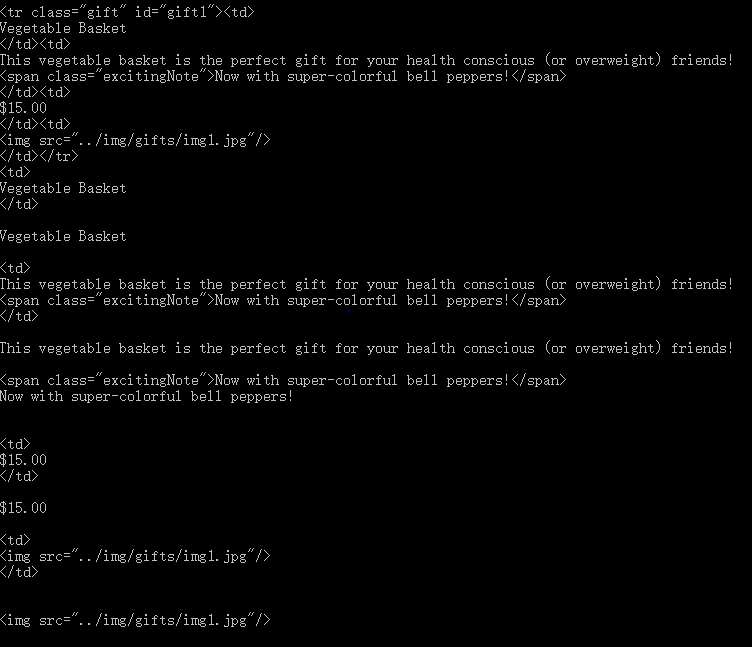 <tr class="gift" id="gift1"><td>
Vegetable Basket
</td><td>
This vegetable basket is the perfect gift for your health conscious (or overweight) friends!
<span class="excitingNote">Now with super-colorful bell peppers!</span>
</td><td>
$15.00
</td><td>
<img src="../img/gifts/img1.jpg"/>
</td></tr>
<td>
Vegetable Basket
</td>
Vegetable Basket
<td>
This vegetable basket is the perfect gift for your health conscious (or overweight) friends!
<span class="excitingNote">Now with super-colorful bell peppers!</span>
</td>
This vegetable basket is the perfect gift for your health conscious (or overweight) friends!
<span class="excitingNote">Now with super-colorful bell peppers!</span>
Now with super-colorful bell peppers!
<td>
$15.00
</td>
$15.00
<td>
<img src="../img/gifts/img1.jpg"/>
</td>
<img src="../img/gifts/img1.jpg"/>